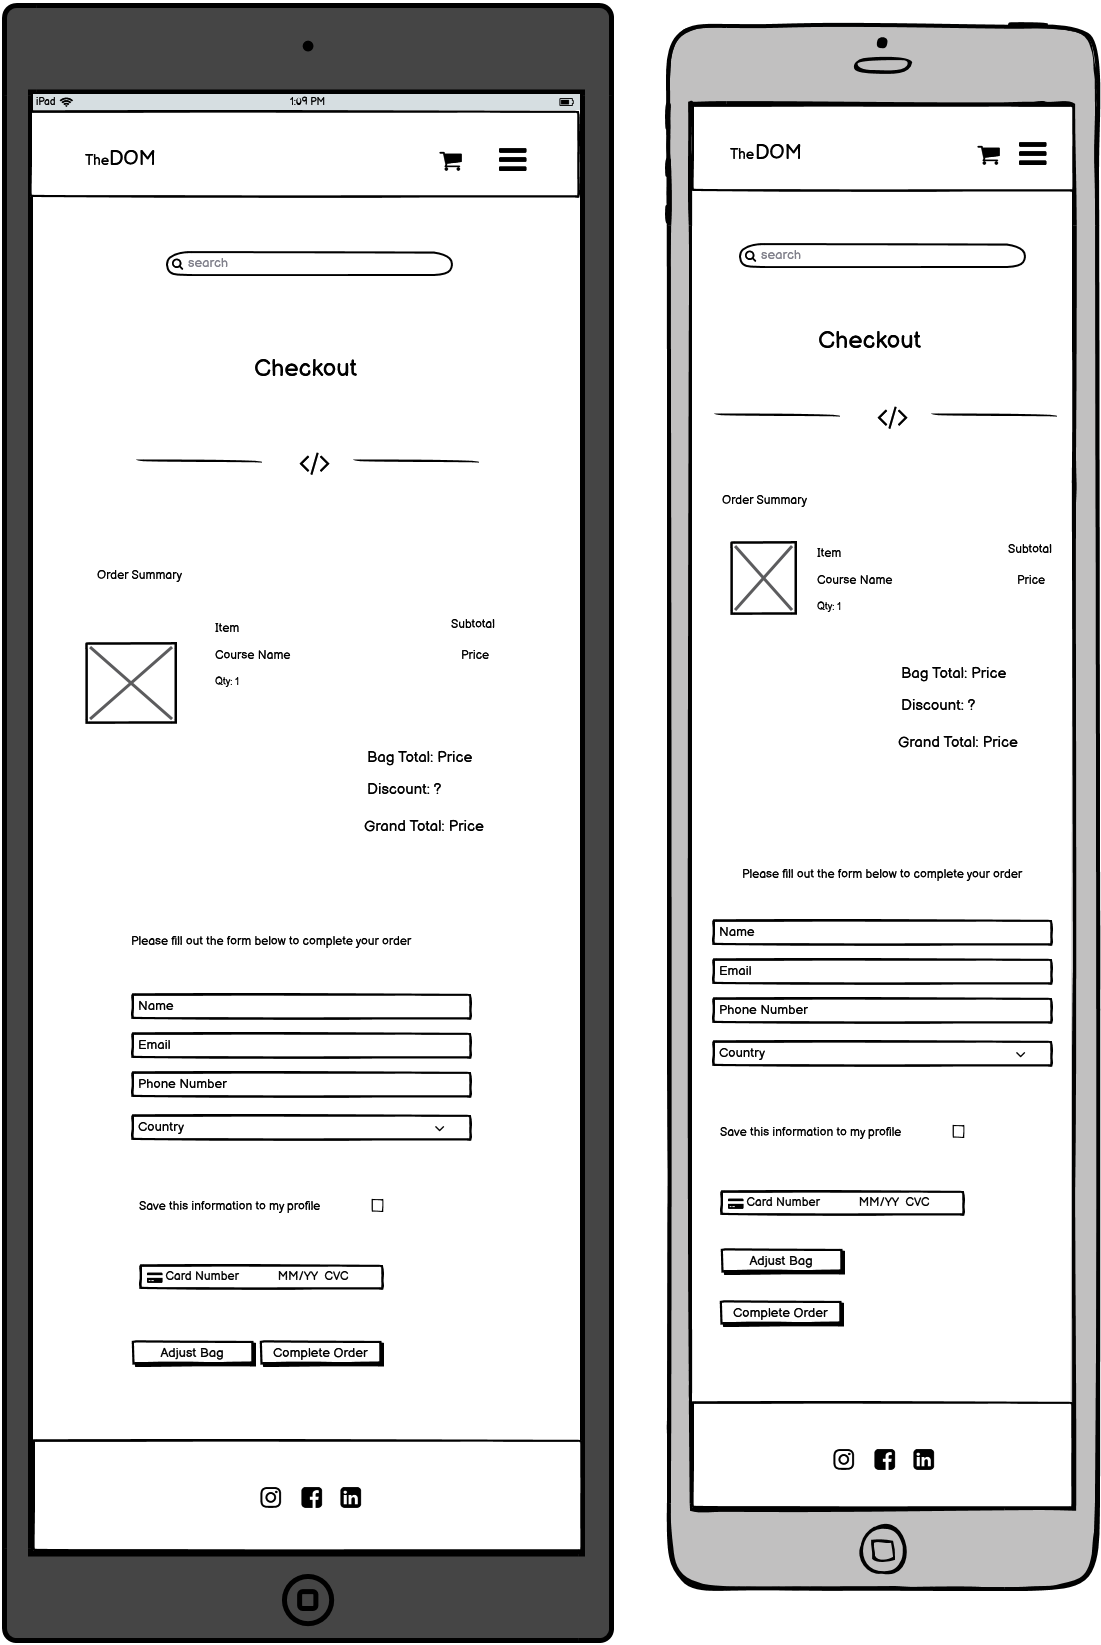 iPad 1:09 PM
TheDOM
search
Checkout
</>
Order Summary
Item Subtotal
Course Name Price
Qty: 1
Bag Total: Price
Discount: ?
Grand Total: Price
Please fill out the form below to complete your order
Name
Email
Phone Number
Country
Save this information to my profile
Card Number MM/YY CVC
Adjust Bag Complete Order
TheDOM
search
Checkout
</>
Order Summary
Item Subtotal
Course Name Price
Qty: 1
Bag Total: Price
Discount: ?
Grand Total: Price
Please fill out the form below to complete your order
Name
Email
Phone Number
Country
Save this information to my profile
Card Number MM/YY CVC
Adjust Bag
Complete Order